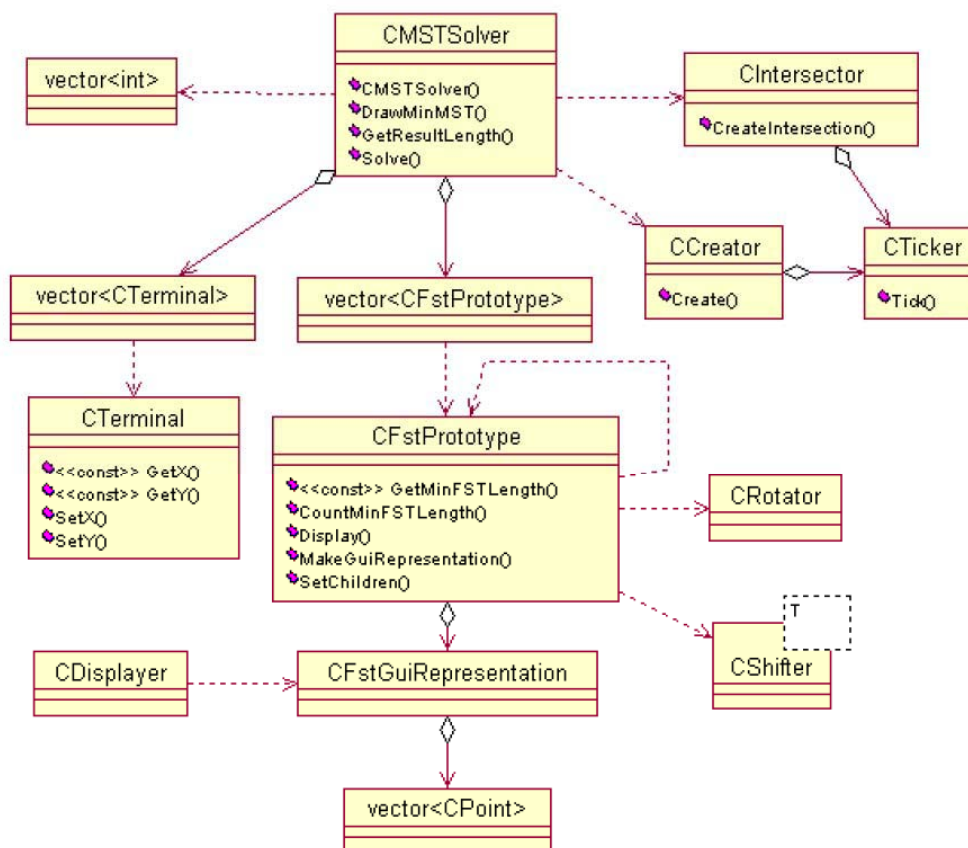 CMSTSolver
CMSTSolver()
DrawMinMST()
GetResultLength()
Solve()
vector<int>
CIntersector
CreateIntersection()
CCreator
Create()
CTicker
Tick()
vector<CTerminal>
vector<CFstPrototype>
CTerminal
<<const>> GetX()
<<const>> GetY()
SetX()
SetY()
CFstPrototype
<<const>> GetMinFSTLength()
CountMinFSTLength()
Display()
MakeGuiRepresentation()
SetChildren()
CRotator
T
CShifter
CDisplayer
CFstGuiRepresentation
vector<CPoint>